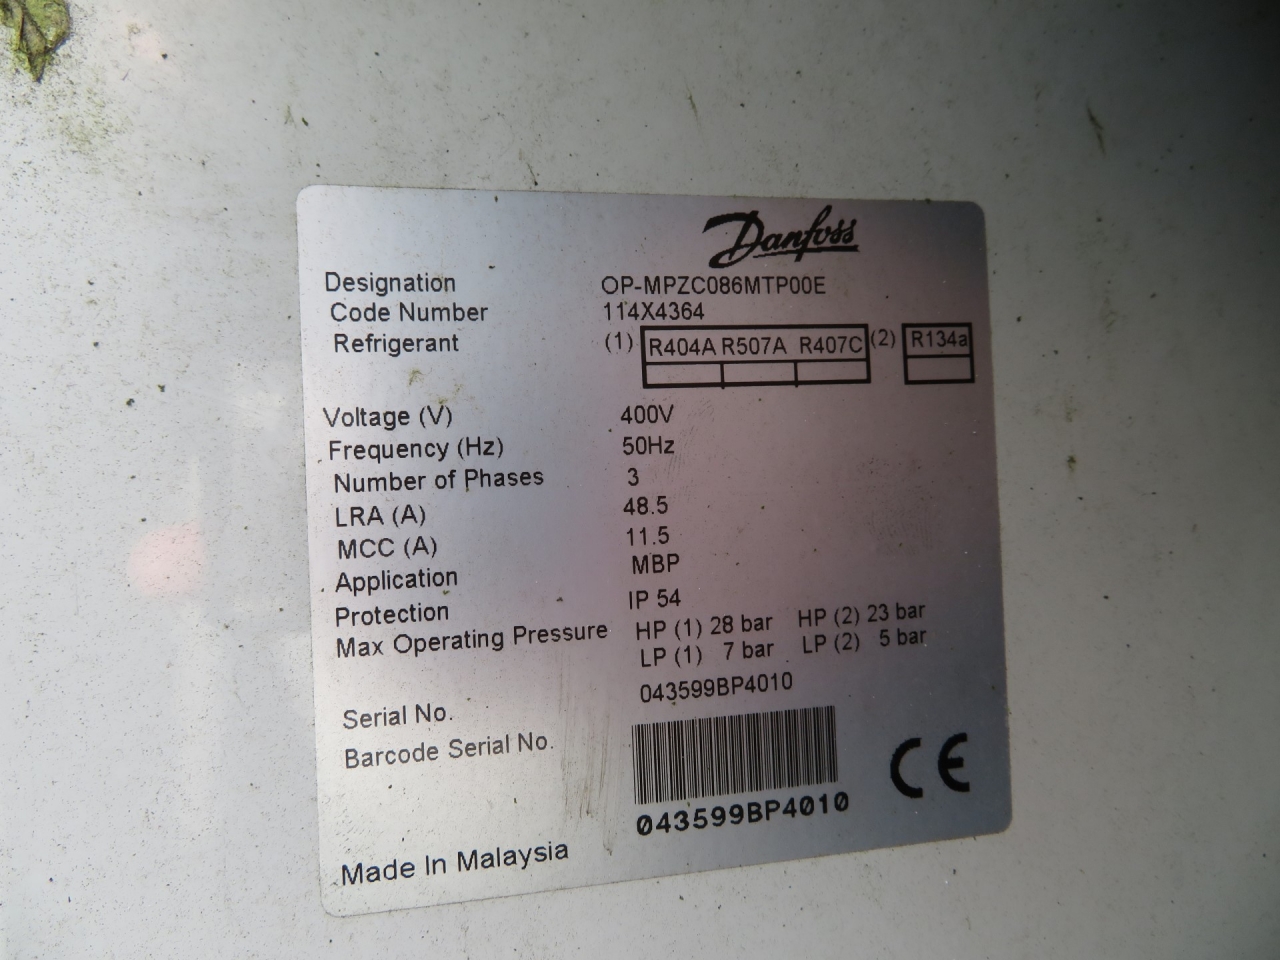 Danfoss
Designation OP-MPZC086MTP00E
Code Number 114X4364
Refrigerant (1) R404A R507A R407C (2) R134a
Voltage (V) 400V
Frequency (Hz) 50Hz
Number of Phases 3
LRA (A) 48.5
MCC (A) 11.5
Application MBP
Protection IP 54
Max Operating Pressure HP (1) 28 bar HP (2) 23 bar
LP (1) 7 bar LP (2) 5 bar
Serial No. 043599BP4010
Barcode Serial No.
043599BP4010
CE
Made In Malaysia